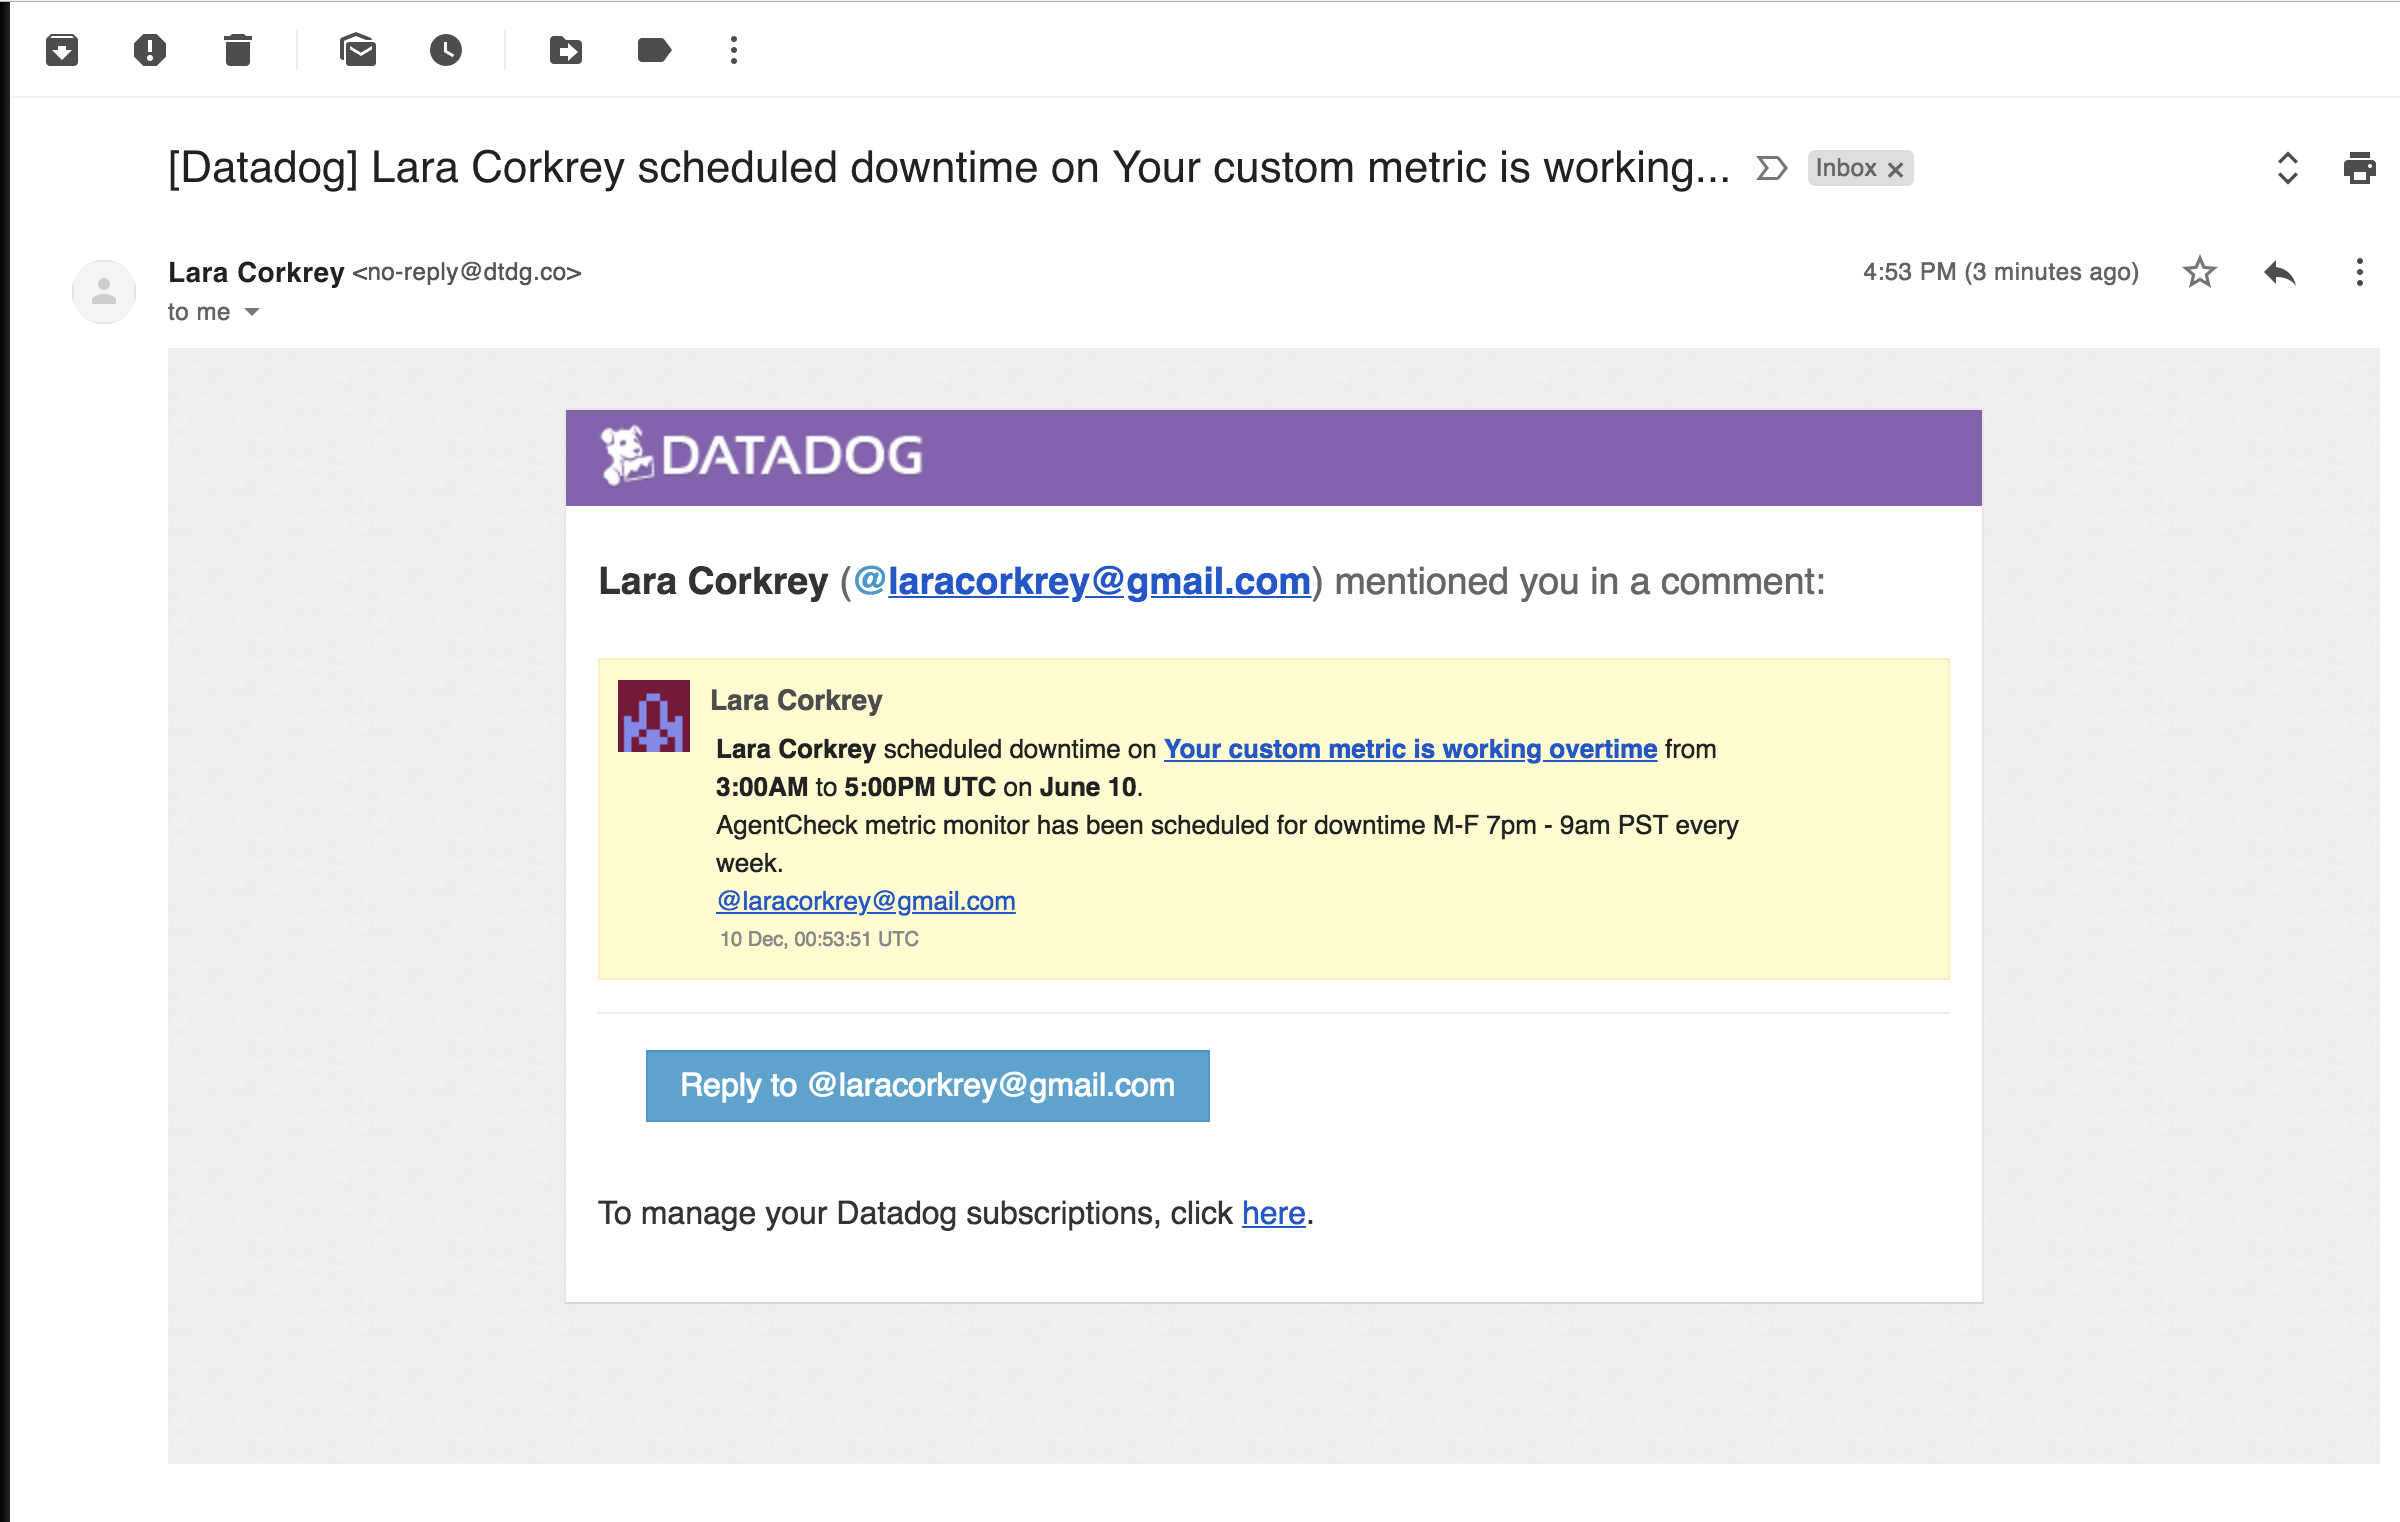 [Datadog] Lara Corkrey scheduled downtime on Your custom metric is working... Inbox x
Lara Corkrey <no-reply@dtdg.co> 4:53 PM (3 minutes ago)
to me
DATADOG
Lara Corkrey (@laracorkrey@gmail.com) mentioned you in a comment:
Lara Corkrey
Lara Corkrey scheduled downtime on Your custom metric is working overtime from
3:00AM to 5:00PM UTC on June 10.
AgentCheck metric monitor has been scheduled for downtime M-F 7pm - 9am PST every
week.
@laracorkrey@gmail.com
10 Dec, 00:53:51 UTC
Reply to @laracorkrey@gmail.com
To manage your Datadog subscriptions, click here.